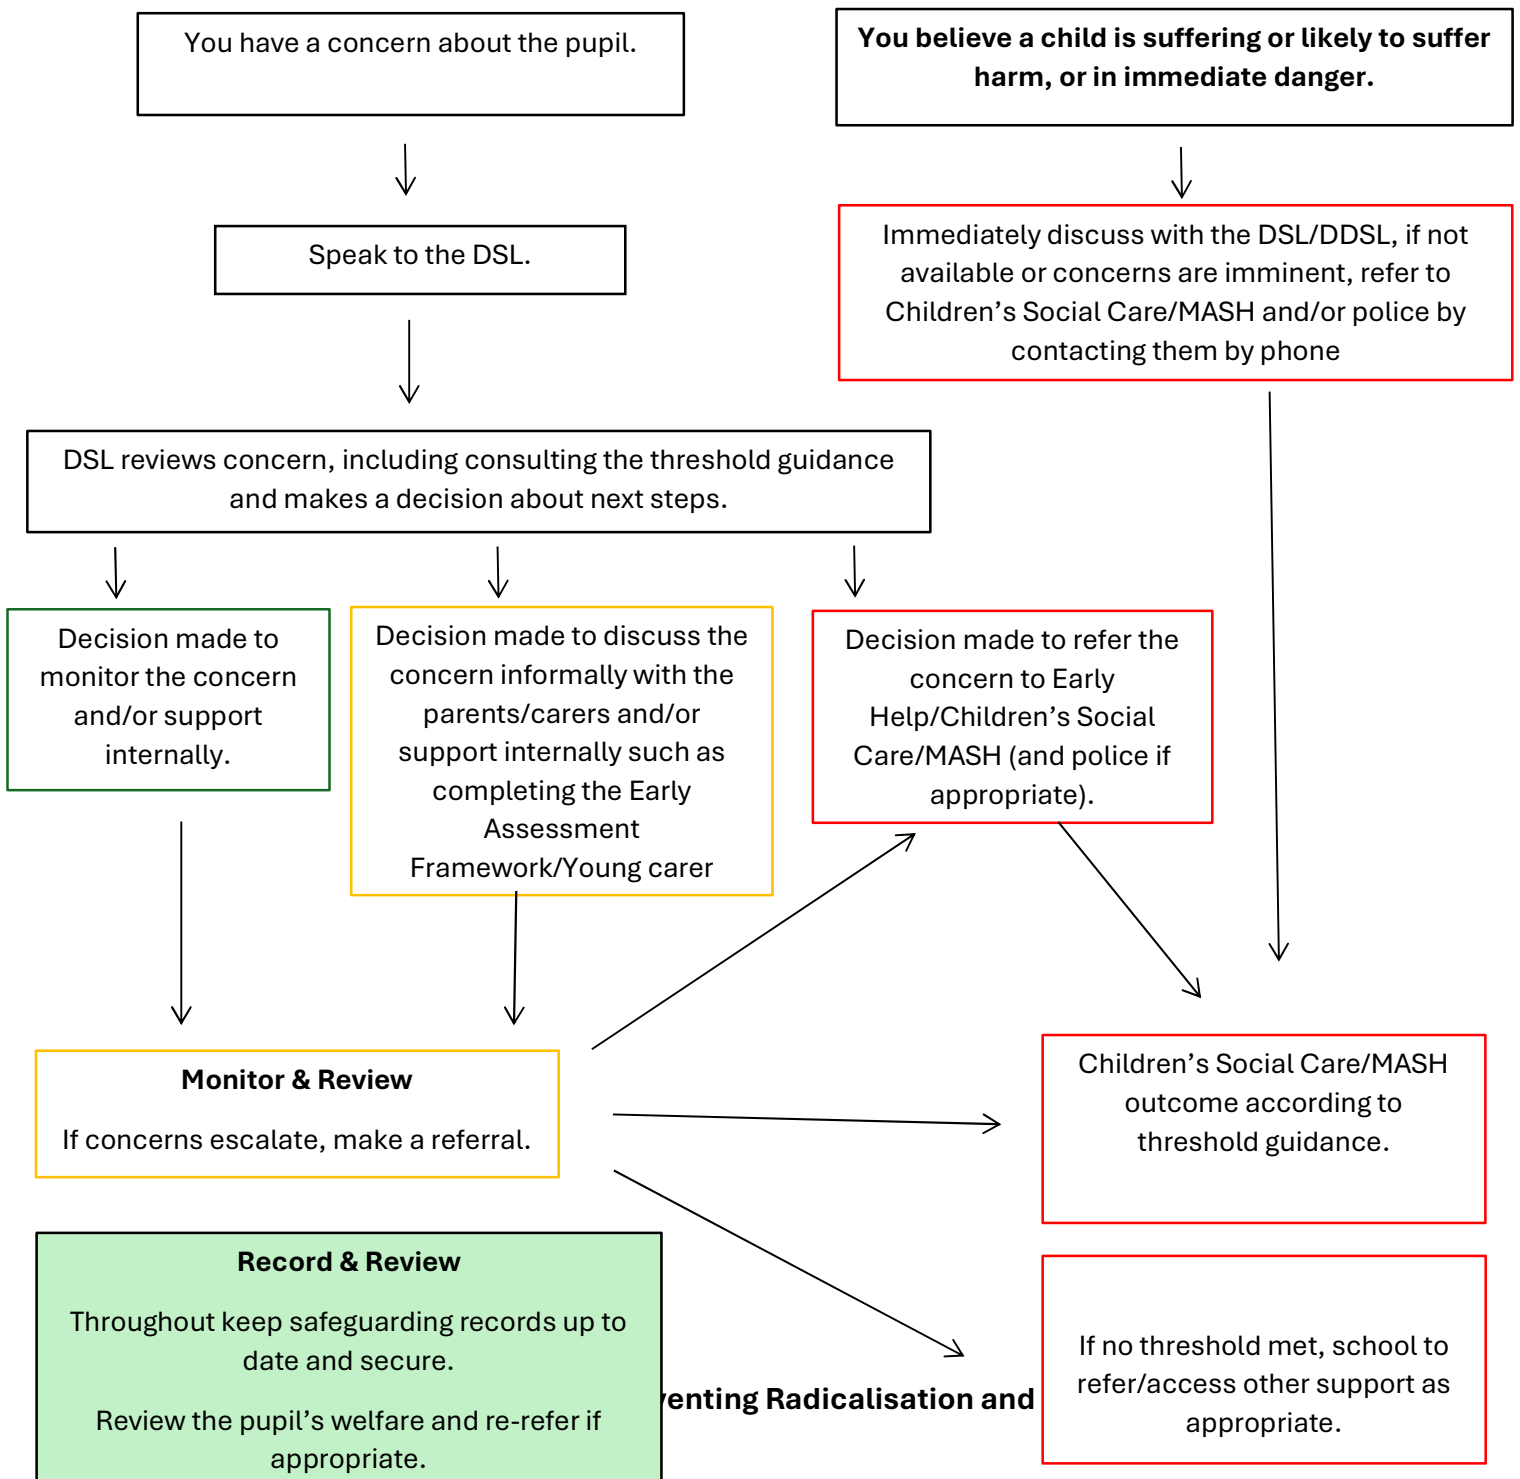 You have a concern about the pupil.
You believe a child is suffering or likely to suffer
harm, or in immediate danger.
Speak to the DSL.
Immediately discuss with the DSL/DDSL, if not
available or concerns are imminent, refer to
Children’s Social Care/MASH and/or police by
contacting them by phone
DSL reviews concern, including consulting the threshold guidance
and makes a decision about next steps.
Decision made to
monitor the concern
and/or support
internally.
Decision made to discuss the
concern informally with the
parents/carers and/or
support internally such as
completing the Early
Assessment
Framework/Young carer
Decision made to refer the
concern to Early
Help/Children’s Social
Care/MASH (and police if
appropriate).
Monitor & Review
If concerns escalate, make a referral.
Children’s Social Care/MASH
outcome according to
threshold guidance.
Record & Review
Throughout keep safeguarding records up to
date and secure.
Review the pupil’s welfare and re-refer if
appropriate.
venting Radicalisation and
If no threshold met, school to
refer/access other support as
appropriate.